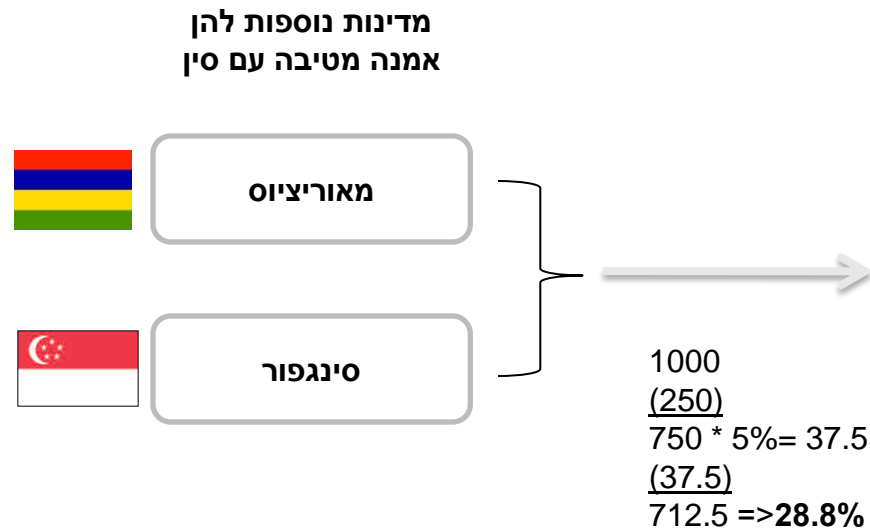 מדינות נוספות להן
אמנה מטיבה עם סין
מאוריציוס
סינגפור
1000
(250)
750 * 5%= 37.5
(37.5)
712.5 =>28.8%